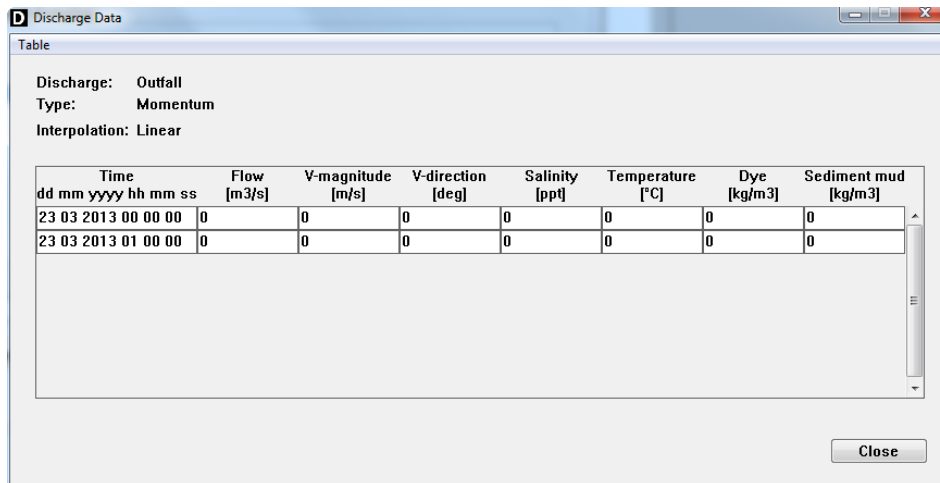 D Discharge Data
Table
Discharge: Outfall
Type: Momentum
Interpolation: Linear
Time Flow V-magnitude V-direction Salinity Temperature Dye Sediment mud
dd mm yyyy hh mm ss [m3/s] [m/s] [deg] [ppt] [°C] [kg/m3] [kg/m3]
23 03 2013 00 00 00 0 0 0 0 0 0 0
23 03 2013 01 00 00 0 0 0 0 0 0 0
Close